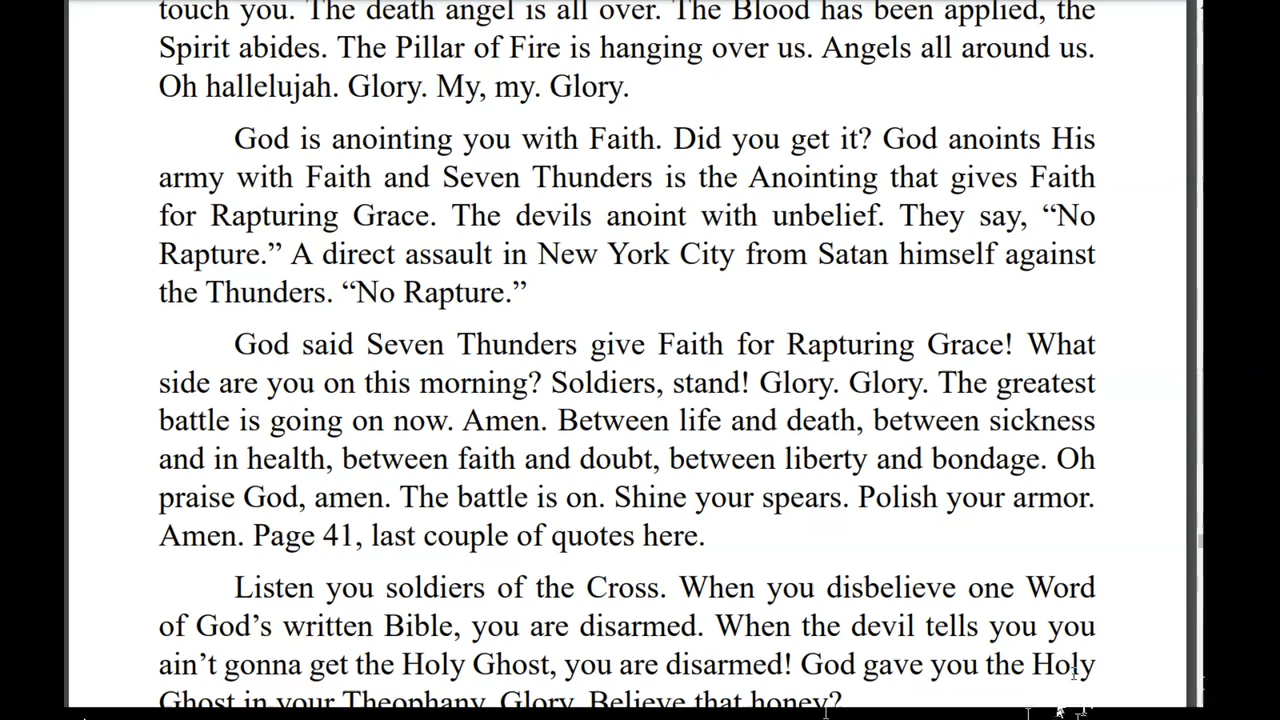 touch you. The death angel is all over. The Blood has been applied, the
Spirit abides. The Pillar of Fire is hanging over us. Angels all around us.
Oh hallelujah. Glory. My, my. Glory.
God is anointing you with Faith. Did you get it? God anoints His
army with Faith and Seven Thunders is the Anointing that gives Faith
for Rapturing Grace. The devils anoint with unbelief. They say, “No
Rapture.” A direct assault in New York City from Satan himself against
the Thunders. “No Rapture.”
God said Seven Thunders give Faith for Rapturing Grace! What
side are you on this morning? Soldiers, stand! Glory. Glory. The greatest
battle is going on now. Amen. Between life and death, between sickness
and in health, between faith and doubt, between liberty and bondage. Oh
praise God, amen. The battle is on. Shine your spears. Polish your armor.
Amen. Page 41, last couple of quotes here.
Listen you soldiers of the Cross. When you disbelieve one Word
of God’s written Bible, you are disarmed. When the devil tells you you
ain’t gonna get the Holy Ghost, you are disarmed! God gave you the Holy
Ghost in your Theophany. Glory. Believe that honey?